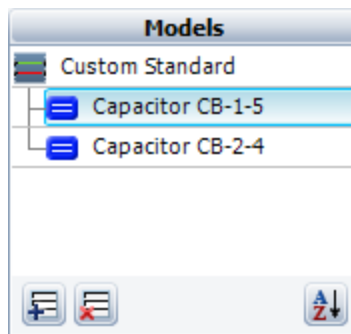 Models
Custom Standard
Capacitor CB-1-5
Capacitor CB-2-4
A
Z